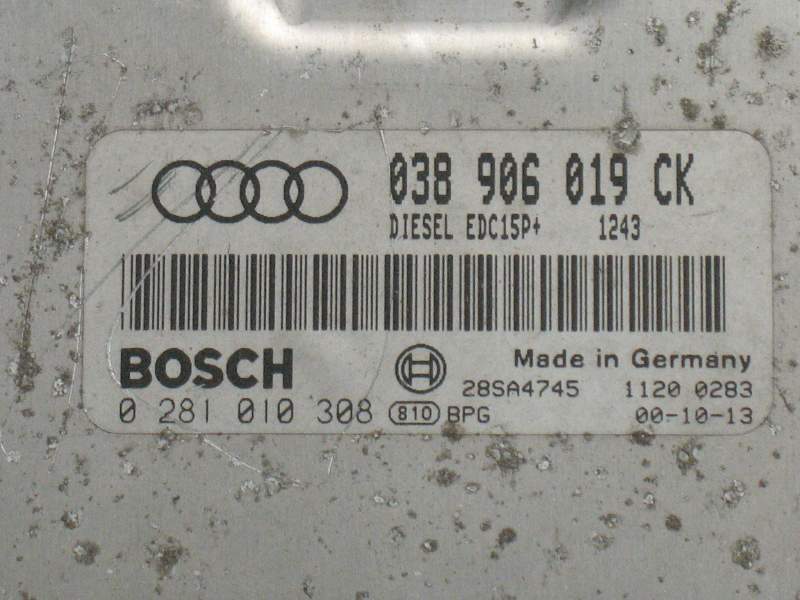 038 906 019 CK
DIESEL EDC15P+ 1243
BOSCH
Made in Germany
28SA4745 1120 0283
0 281 010 308 810 BPG 00-10-13